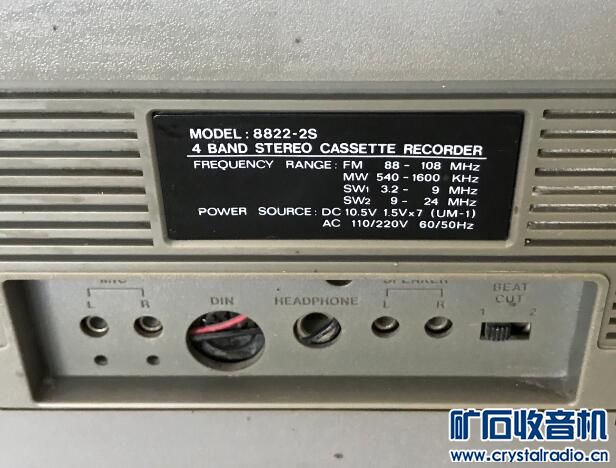 MODEL : 8822-2S
4 BAND STEREO CASSETTE RECORDER
FREQUENCY RANGE : FM 88 - 108 MHz
MW 540 - 1600 KHz
SW1 3.2 - 9 MHz
SW2 9 - 24 MHz
POWER SOURCE : DC 10.5V 1.5V×7 (UM-1)
AC 110/220V 60/50Hz
MIC
L R
DIN
HEADPHONE
SPEAKER
L R
BEAT
CUT
1 2
矿石收音机
www.crystalradio.cn